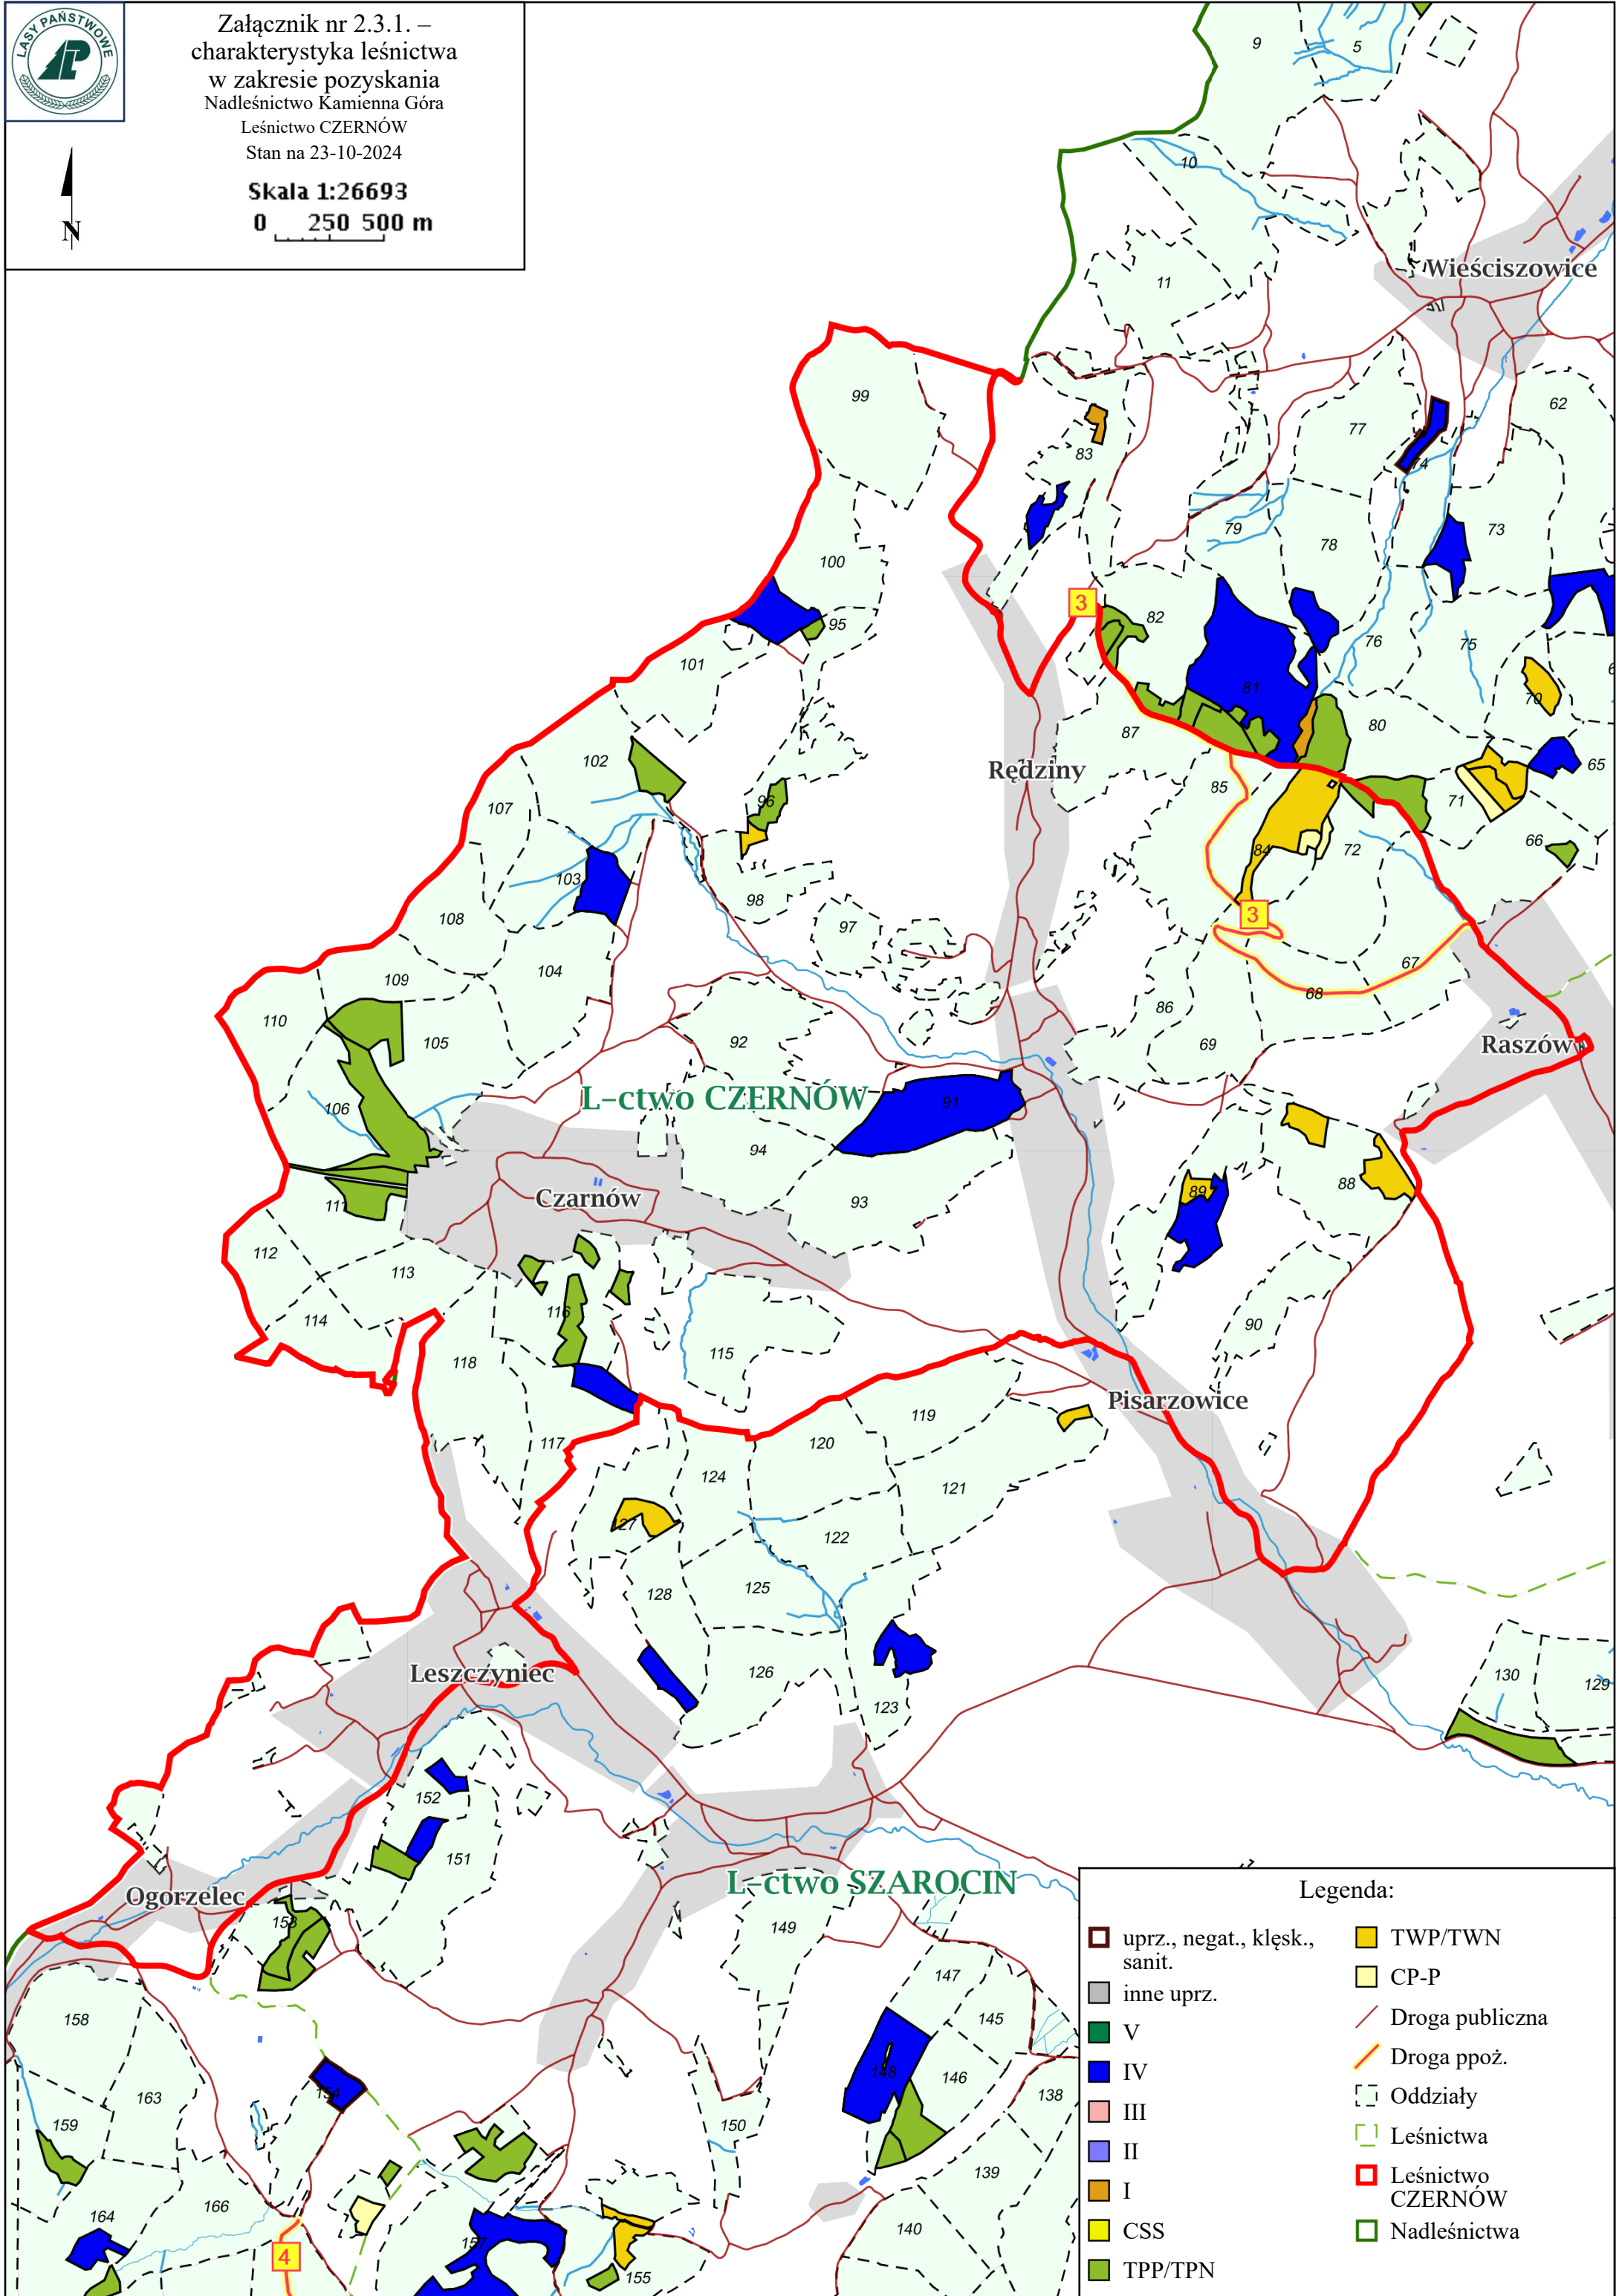 LASY PAŃSTWOWE
Załącznik nr 2.3.1. –
charakterystyka leśnictwa
w zakresie pozyskania
Nadleśnictwo Kamienna Góra
Leśnictwo CZERNÓW
Stan na 23-10-2024
Skala 1:26693
0 250 500 m
N
9
5
10
11
Wieściszowice
99
62
77
83
74
100
79
78
73
95
3
82
76
75
101
81
70
102
87
80
65
Rędziny
107
96
85
71
66
103
84
72
98
108
97
3
104
109
67
68
110
86
105
92
69
Raszów
L-ctwo CZERNÓW
91
106
94
88
Czarnów
89
93
111
112
113
116
114
90
115
118
Pisarzowice
119
117
120
124
121
127
122
125
128
Leszczyniec
126
130
129
123
152
151
L-ctwo SZAROCIN
Ogorzelec
153
149
147
158
145
148
146
154
163
138
159
150
139
164
166
140
157
4
155
Legenda:
uprz., negat., klęsk.,
sanit.
inne uprz.
V
IV
III
II
I
CSS
TPP/TPN
TWP/TWN
CP-P
Droga publiczna
Droga ppoż.
Oddziały
Leśnictwa
Leśnictwo
CZERNÓW
Nadleśnictwa